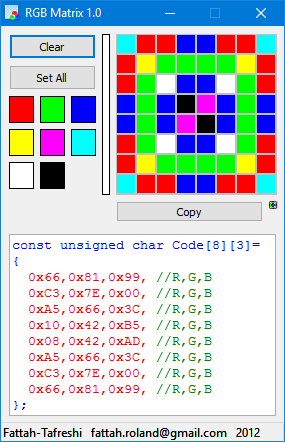 RGB Matrix 1.0
Clear
Set All
Copy
const unsigned char Code[8][3]=
{
0x66,0x81,0x99, //R,G,B
0xC3,0x7E,0x00, //R,G,B
0xA5,0x66,0x3C, //R,G,B
0x10,0x42,0xB5, //R,G,B
0x08,0x42,0xAD, //R,G,B
0xA5,0x66,0x3C, //R,G,B
0xC3,0x7E,0x00, //R,G,B
0x66,0x81,0x99, //R,G,B
};
Fattah-Tafreshi fattah.roland@gmail.com 2012